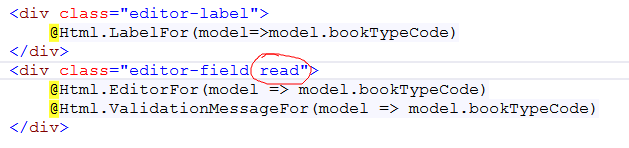 <div class="editor-label">
@Html.LabelFor(model=>model.bookTypeCode)
</div>
<div class="editor-field read">
@Html.EditorFor(model => model.bookTypeCode)
@Html.ValidationMessageFor(model => model.bookTypeCode)
</div>